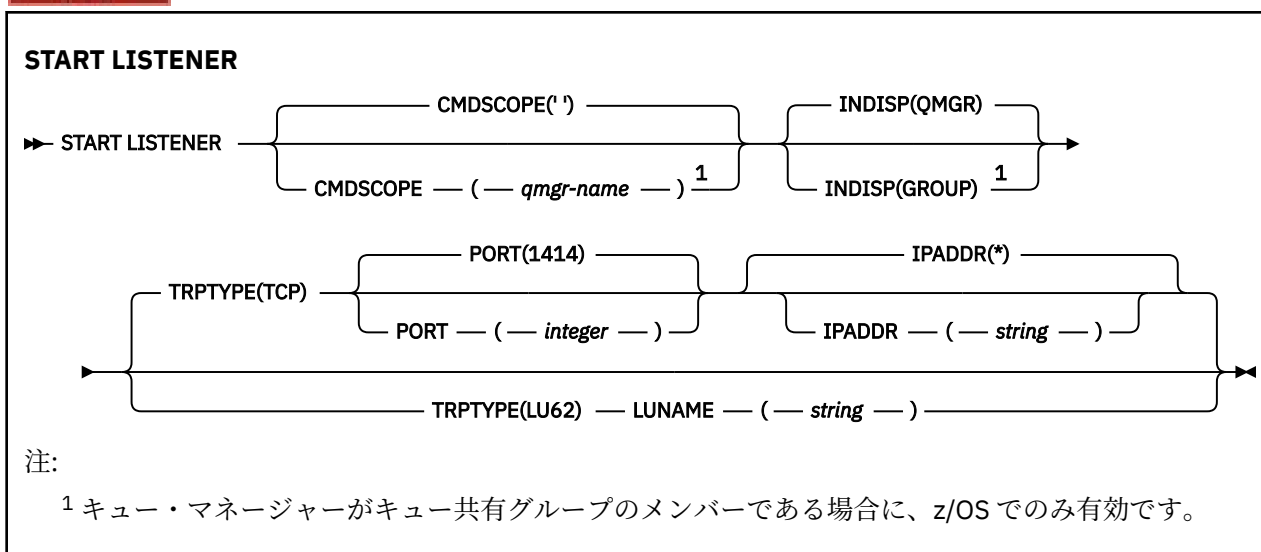 START LISTENER
CMDSCOPE(' ') INDISP(QMGR)
START LISTENER
CMDSCOPE ( qmgr-name ) 1 INDISP(GROUP) 1
PORT(1414) IPADDR(*)
TRPTYPE(TCP)
PORT ( integer ) IPADDR ( string )
TRPTYPE(LU62) LUNAME ( string )
注:
1 キュー・マネージャーがキュー共有グループのメンバーである場合に、z/OS でのみ有効です。